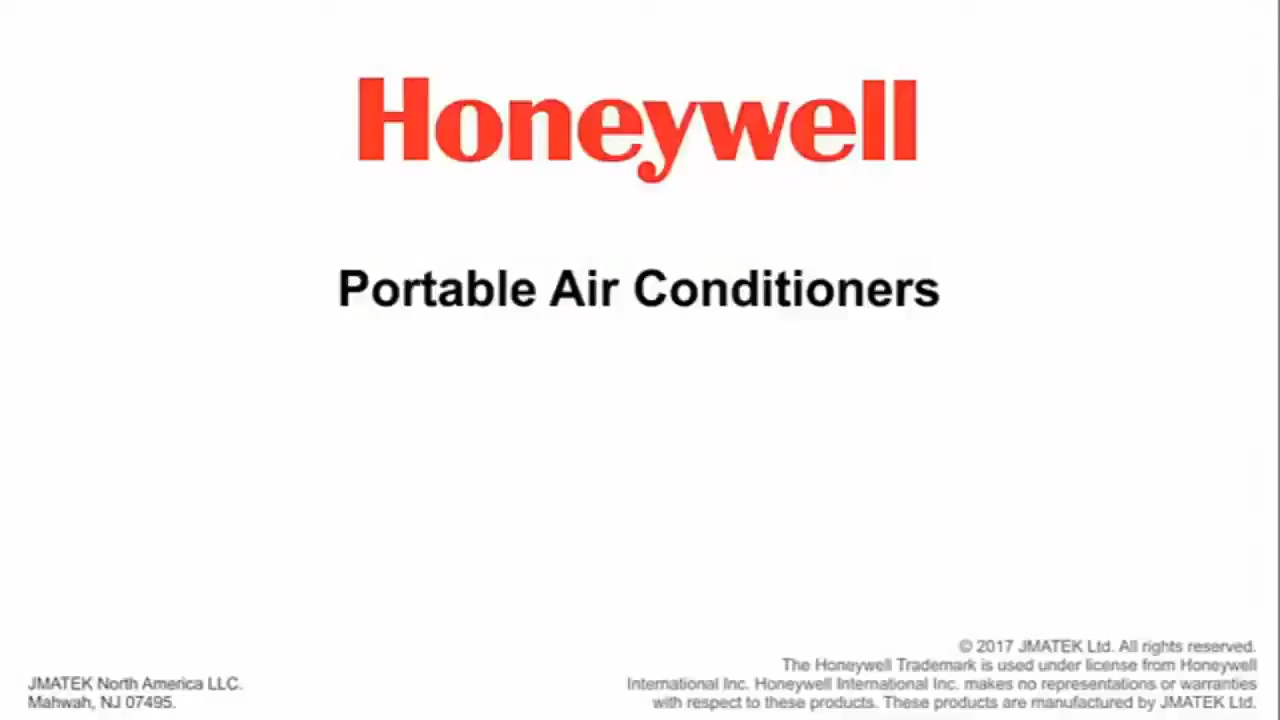 Honeywell
Portable Air Conditioners
JMATEK North America LLC.
Mahwah, NJ 07495.
© 2017 JMATEK Ltd. All rights reserved.
The Honeywell Trademark is used under license from Honeywell
International Inc. Honeywell International Inc. makes no representations or warranties
with respect to these products. These products are manufactured by JMATEK Ltd.